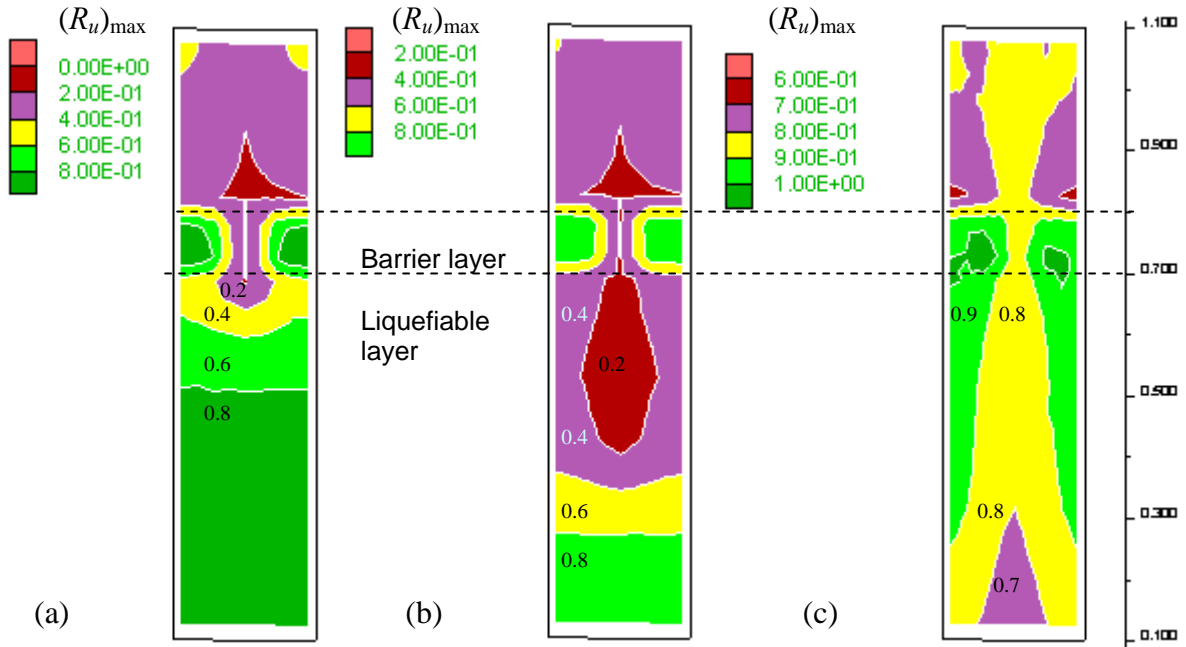 (Ru)max
0.00E+00
2.00E-01
4.00E-01
6.00E-01
8.00E-01
0.2
0.4
0.6
0.8
(a)
(Ru)max
2.00E-01
4.00E-01
6.00E-01
8.00E-01
Barrier layer
Liquefiable
layer
0.4
0.2
0.4
0.6
0.8
(b)
(Ru)max
6.00E-01
7.00E-01
8.00E-01
9.00E-01
1.00E+00
0.9
0.8
0.8
0.7
(c)
1.100
0.900
0.700
0.500
0.300
0.100